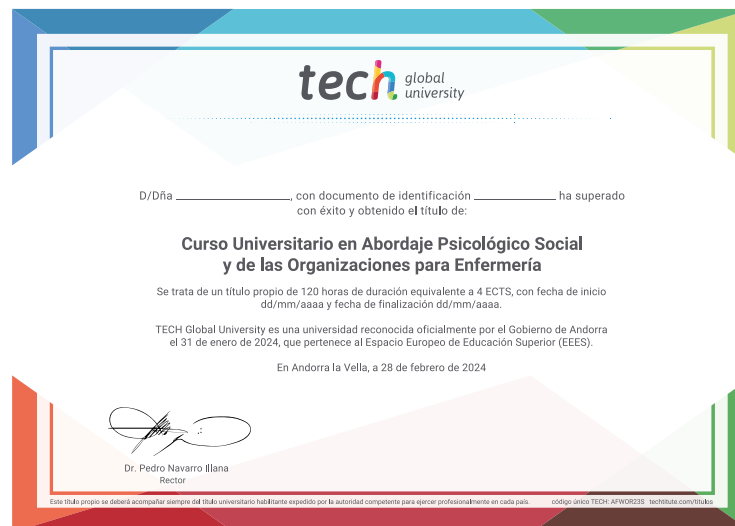 tech global university
D/Dña ______________, con documento de identificación __________ ha superado
con éxito y obtenido el título de:
Curso Universitario en Abordaje Psicológico Social
y de las Organizaciones para Enfermería
Se trata de un título propio de 120 horas de duración equivalente a 4 ECTS, con fecha de inicio
dd/mm/aaaa y fecha de finalización dd/mm/aaaa.
TECH Global University es una universidad reconocida oficialmente por el Gobierno de Andorra
el 31 de enero de 2024, que pertenece al Espacio Europeo de Educación Superior (EEES).
En Andorra la Vella, a 28 de febrero de 2024
Dr. Pedro Navarro Illana
Rector
Este título propio se deberá acompañar siempre del título universitario habilitante expedido por la autoridad competente para ejercer profesionalmente en cada país. código único TECH: AFWOR23S techtitute.com/titulos